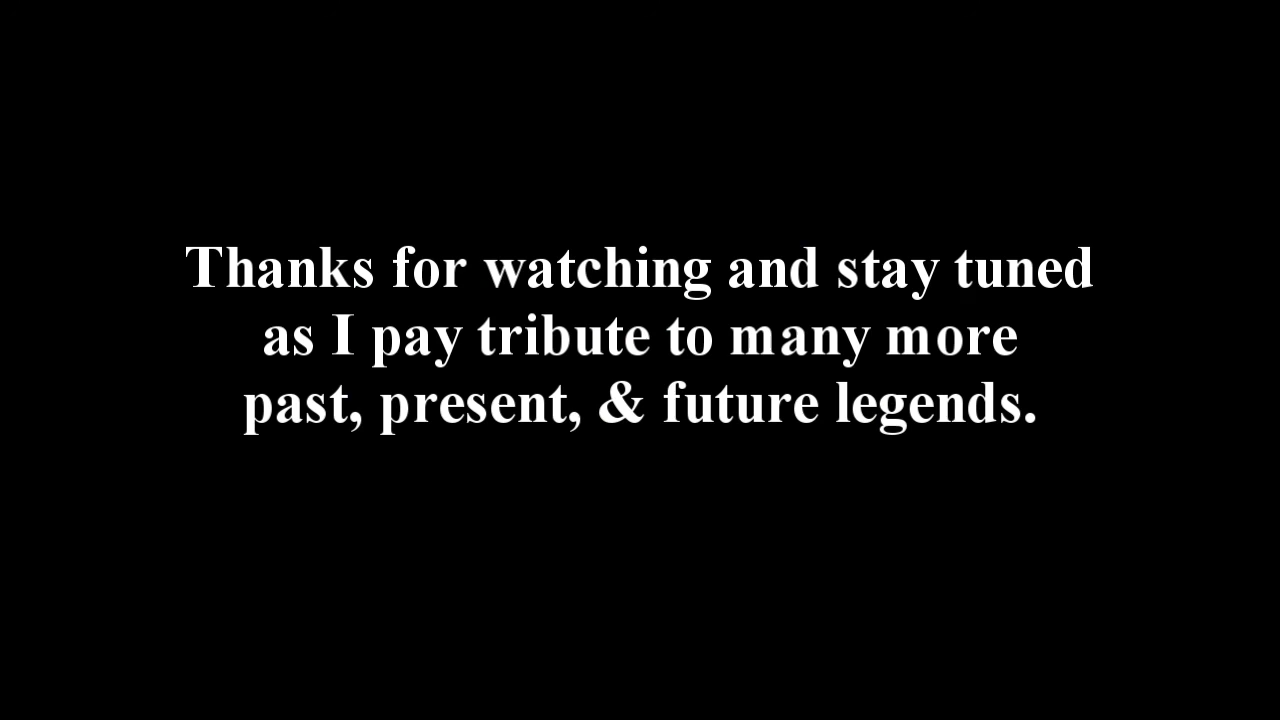 Thanks for watching and stay tuned
as I pay tribute to many more
past, present, & future legends.